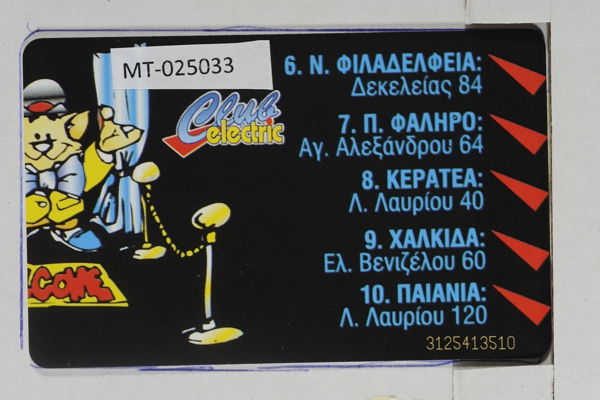 MT-025033
Club
electric
6. Ν. ΦΙΛΑΔΕΛΦΕΙΑ:
Δεκελείας 84
7. Π. ΦΑΛΗΡΟ:
Αγ. Αλεξάνδρου 64
8. ΚΕΡΑΤΕΑ:
Λ. Λαυρίου 40
9. ΧΑΛΚΙΔΑ:
Ελ. Βενιζέλου 60
10. ΠΑΙΑΝΙΑ:
Λ. Λαυρίου 120
COME
3125413510